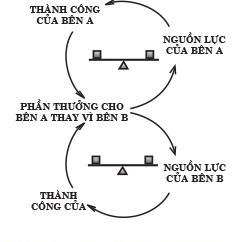 THÀNH CÔNG
CỦA BÊN A
NGUỒN LỰC
CỦA BÊN A
PHẦN THƯỞNG CHO
BÊN A THAY VÌ BÊN B
NGUỒN LỰC
CỦA BÊN B
THÀNH
CÔNG CỦA